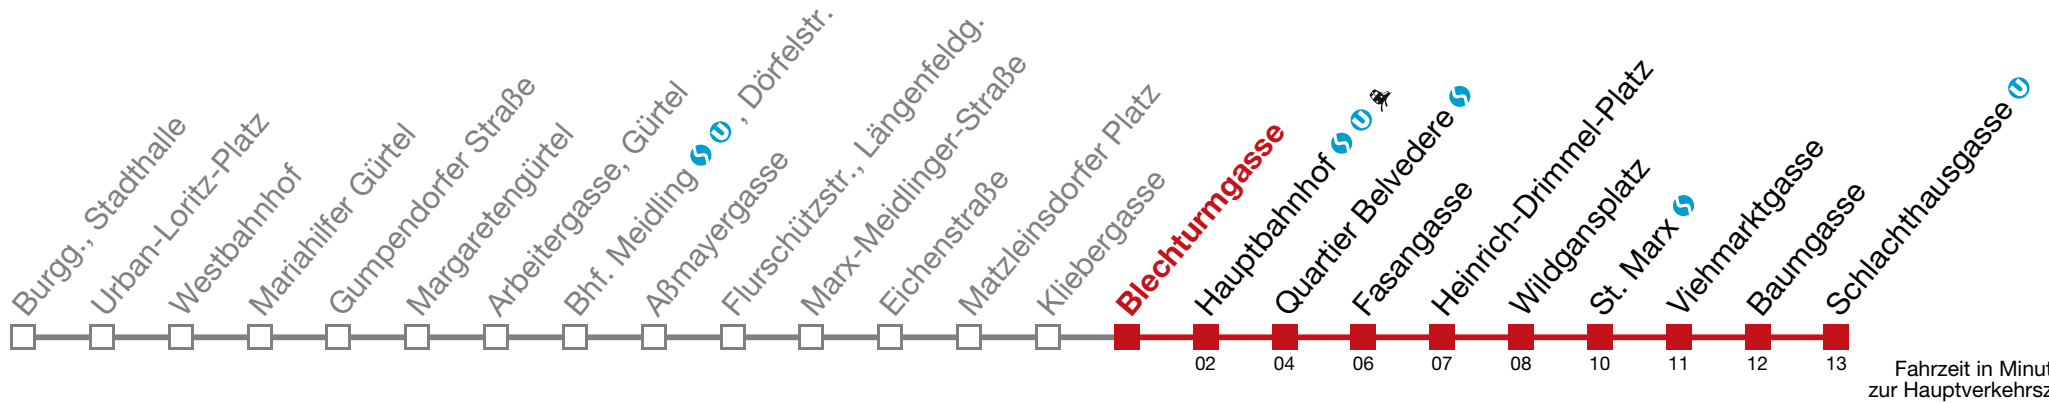 Burgg., Stadthalle
Urban-Loritz-Platz
Westbahnhof
Mariahilfer Gürtel
Gumpendorfer Straße
Margaretengürtel
Arbeitergasse, Gürtel
Bhf. Meidling S U , Dörfelstr.
Aßmayergasse
Flurschützstr., Längenfeldg.
Marx-Meidlinger-Straße
Eichenstraße
Matzleinsdorfer Platz
Kliebergasse
Blechturmgasse
Hauptbahnhof S U
Quartier Belvedere S
Fasangasse
Heinrich-Drimmel-Platz
Wildgansplatz
St. Marx S
Viehmarktgasse
Baumgasse
Schlachthausgasse U
02 04 06 07 08 10 11 12 13
Fahrzeit in Minut
zur Hauptverkehrsz